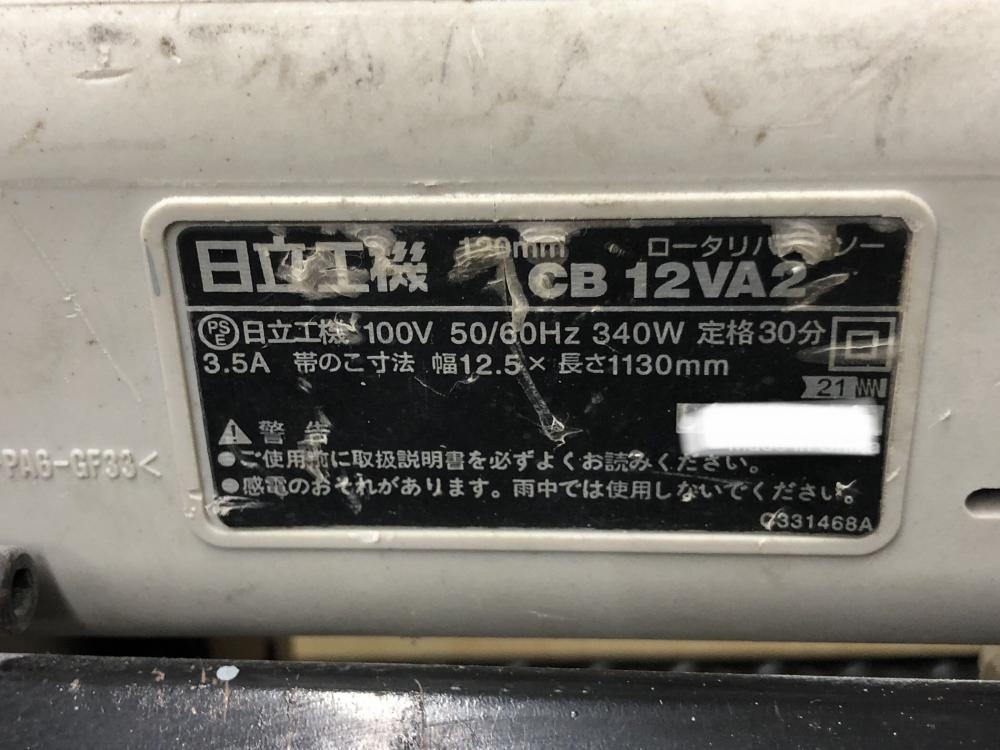 日立工機 120mm ロータリバンドソー
CB 12VA2
PSE 日立工機 100V 50/60Hz 340W 定格30分
3.5A 帯のこ寸法 幅12.5×長さ1130mm
21
警告
●ご使用前に取扱説明書を必ずよくお読みください。
●感電のおそれがあります。雨中では使用しないでください。
C331468A
PA6-GF33<